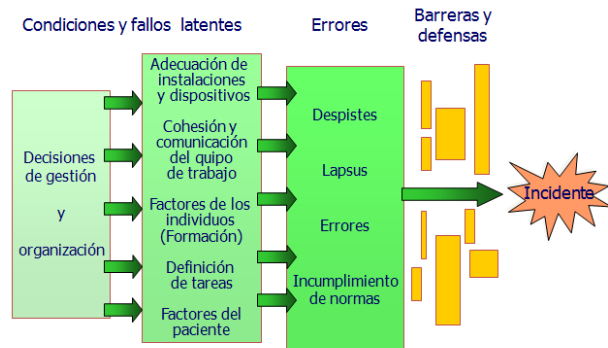 Condiciones y fallos latentes
Errores
Barreras y
defensas
Decisiones
de gestión
y
organización
Adecuación de
instalaciones
y dispositivos
Cohesión y
comunicación
del quipo
de trabajo
Factores de los
individuos
(Formación)
Definición
de tareas
Factores del
paciente
Despistes
Lapsus
Errores
Incumplimiento
de normas
Incidente